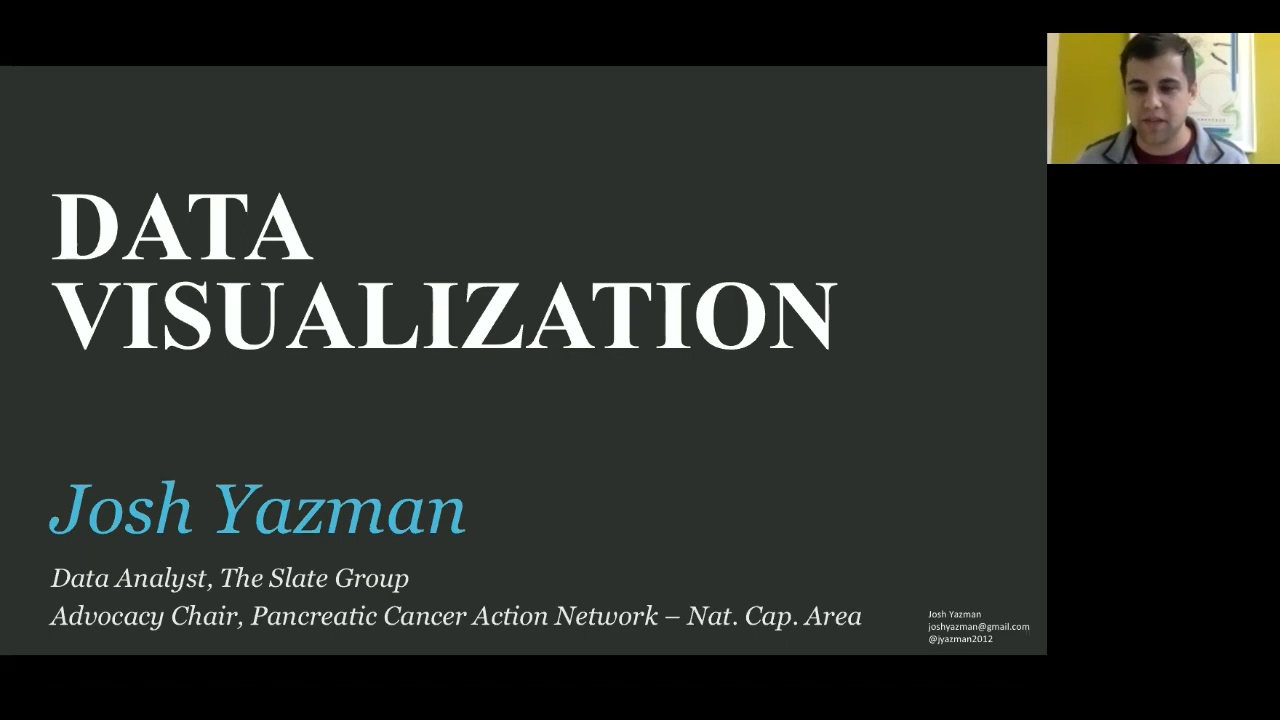 DATA
VISUALIZATION
Josh Yazman
Data Analyst, The Slate Group
Advocacy Chair, Pancreatic Cancer Action Network – Nat. Cap. Area
Josh Yazman
joshyazman@gmail.com
@jyazman2012